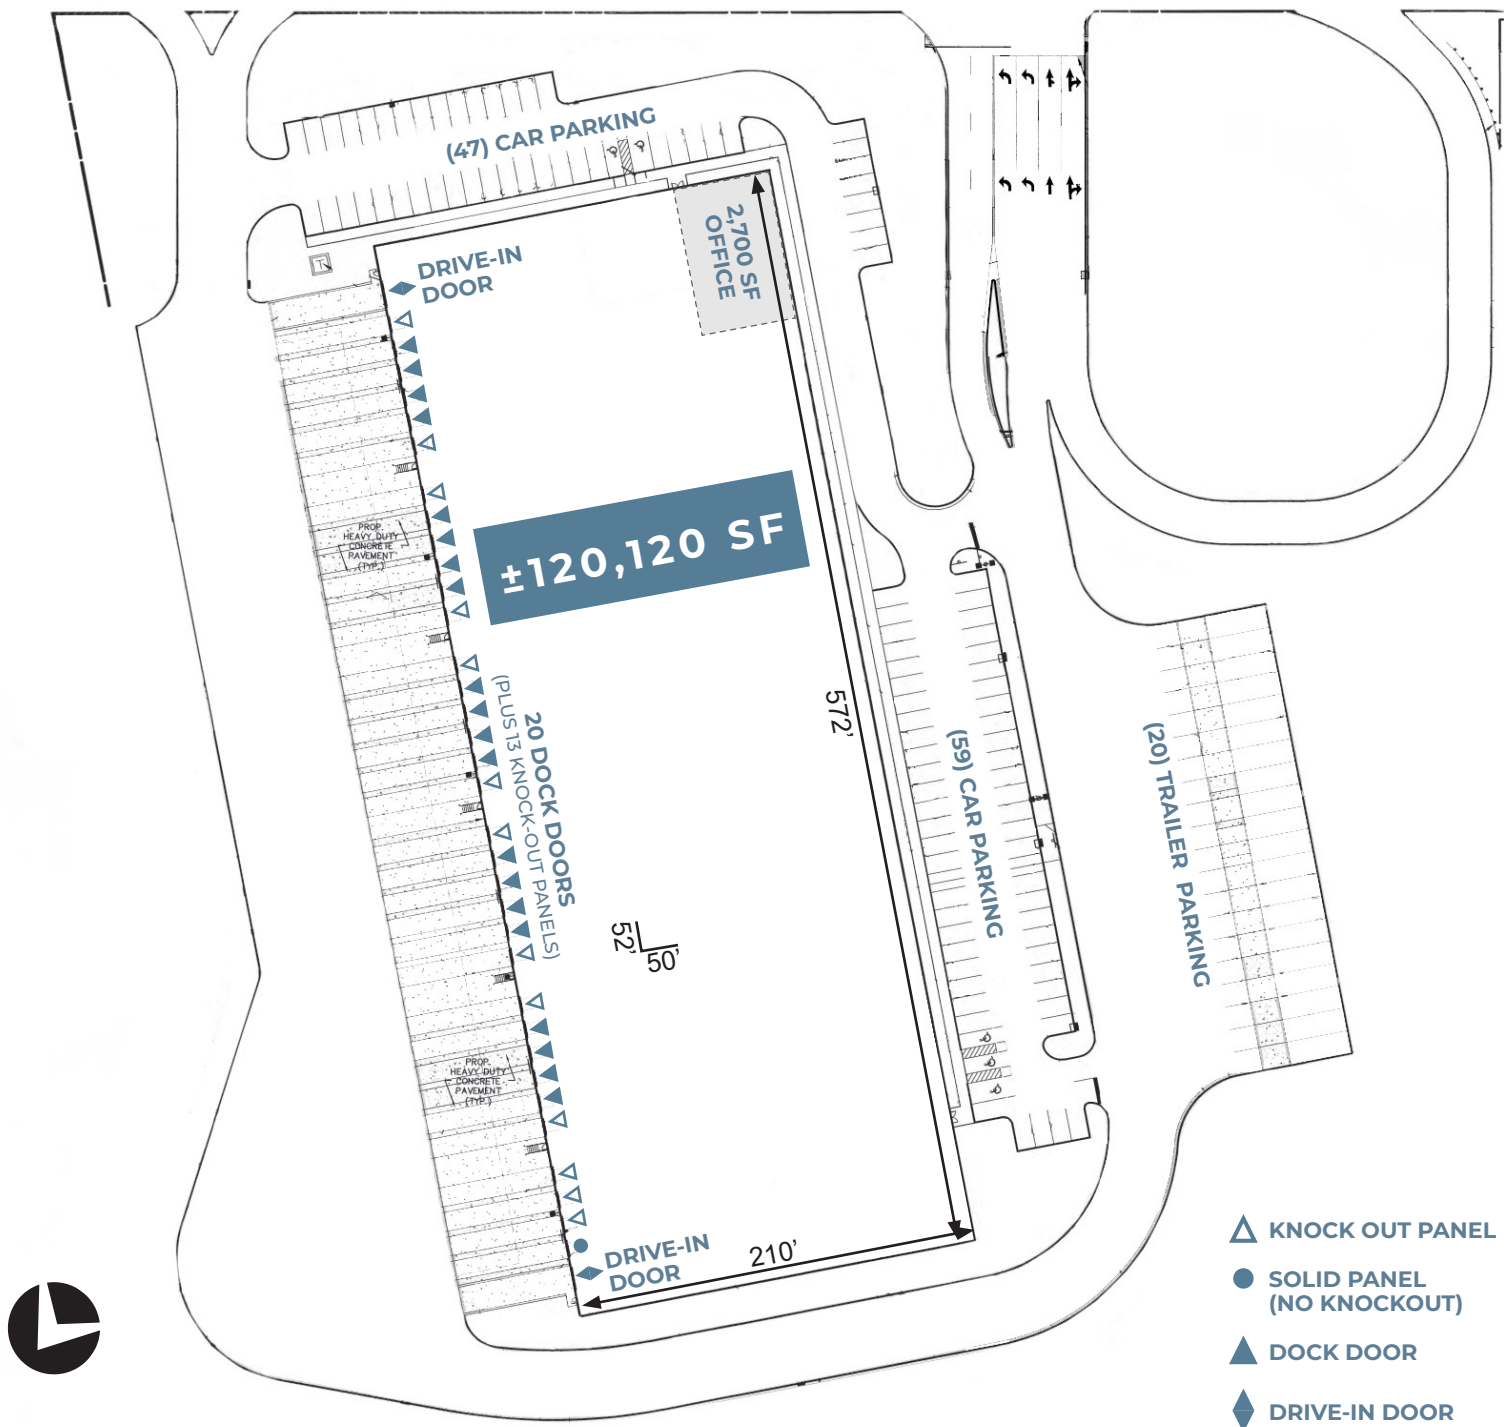 (47) CAR PARKING
2,700 SF
OFFICE
DRIVE-IN
DOOR
T
±120,120 SF
PROP.
HEAVY DUTY
CONCRETE
PAVEMENT
(TYP.)
20 DOCK DOORS
(PLUS 13 KNOCK-OUT PANELS)
572'
(59) CAR PARKING
(20) TRAILER PARKING
52'
50'
PROP.
HEAVY DUTY
CONCRETE
PAVEMENT
(TYP.)
DRIVE-IN
DOOR
210'
KNOCK OUT PANEL
SOLID PANEL
(NO KNOCKOUT)
DOCK DOOR
DRIVE-IN DOOR